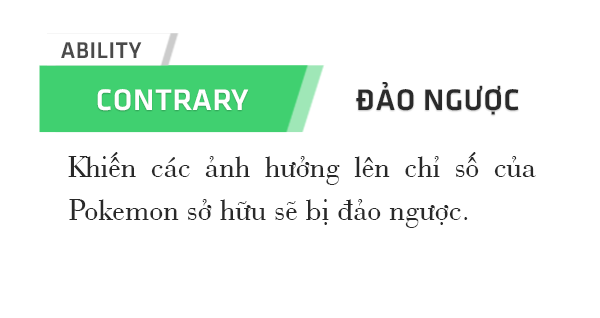 ABILITY
CONTRARY
ĐẢO NGƯỢC
Khiến các ảnh hưởng lên chỉ số của
Pokemon sở hữu sẽ bị đảo ngược.